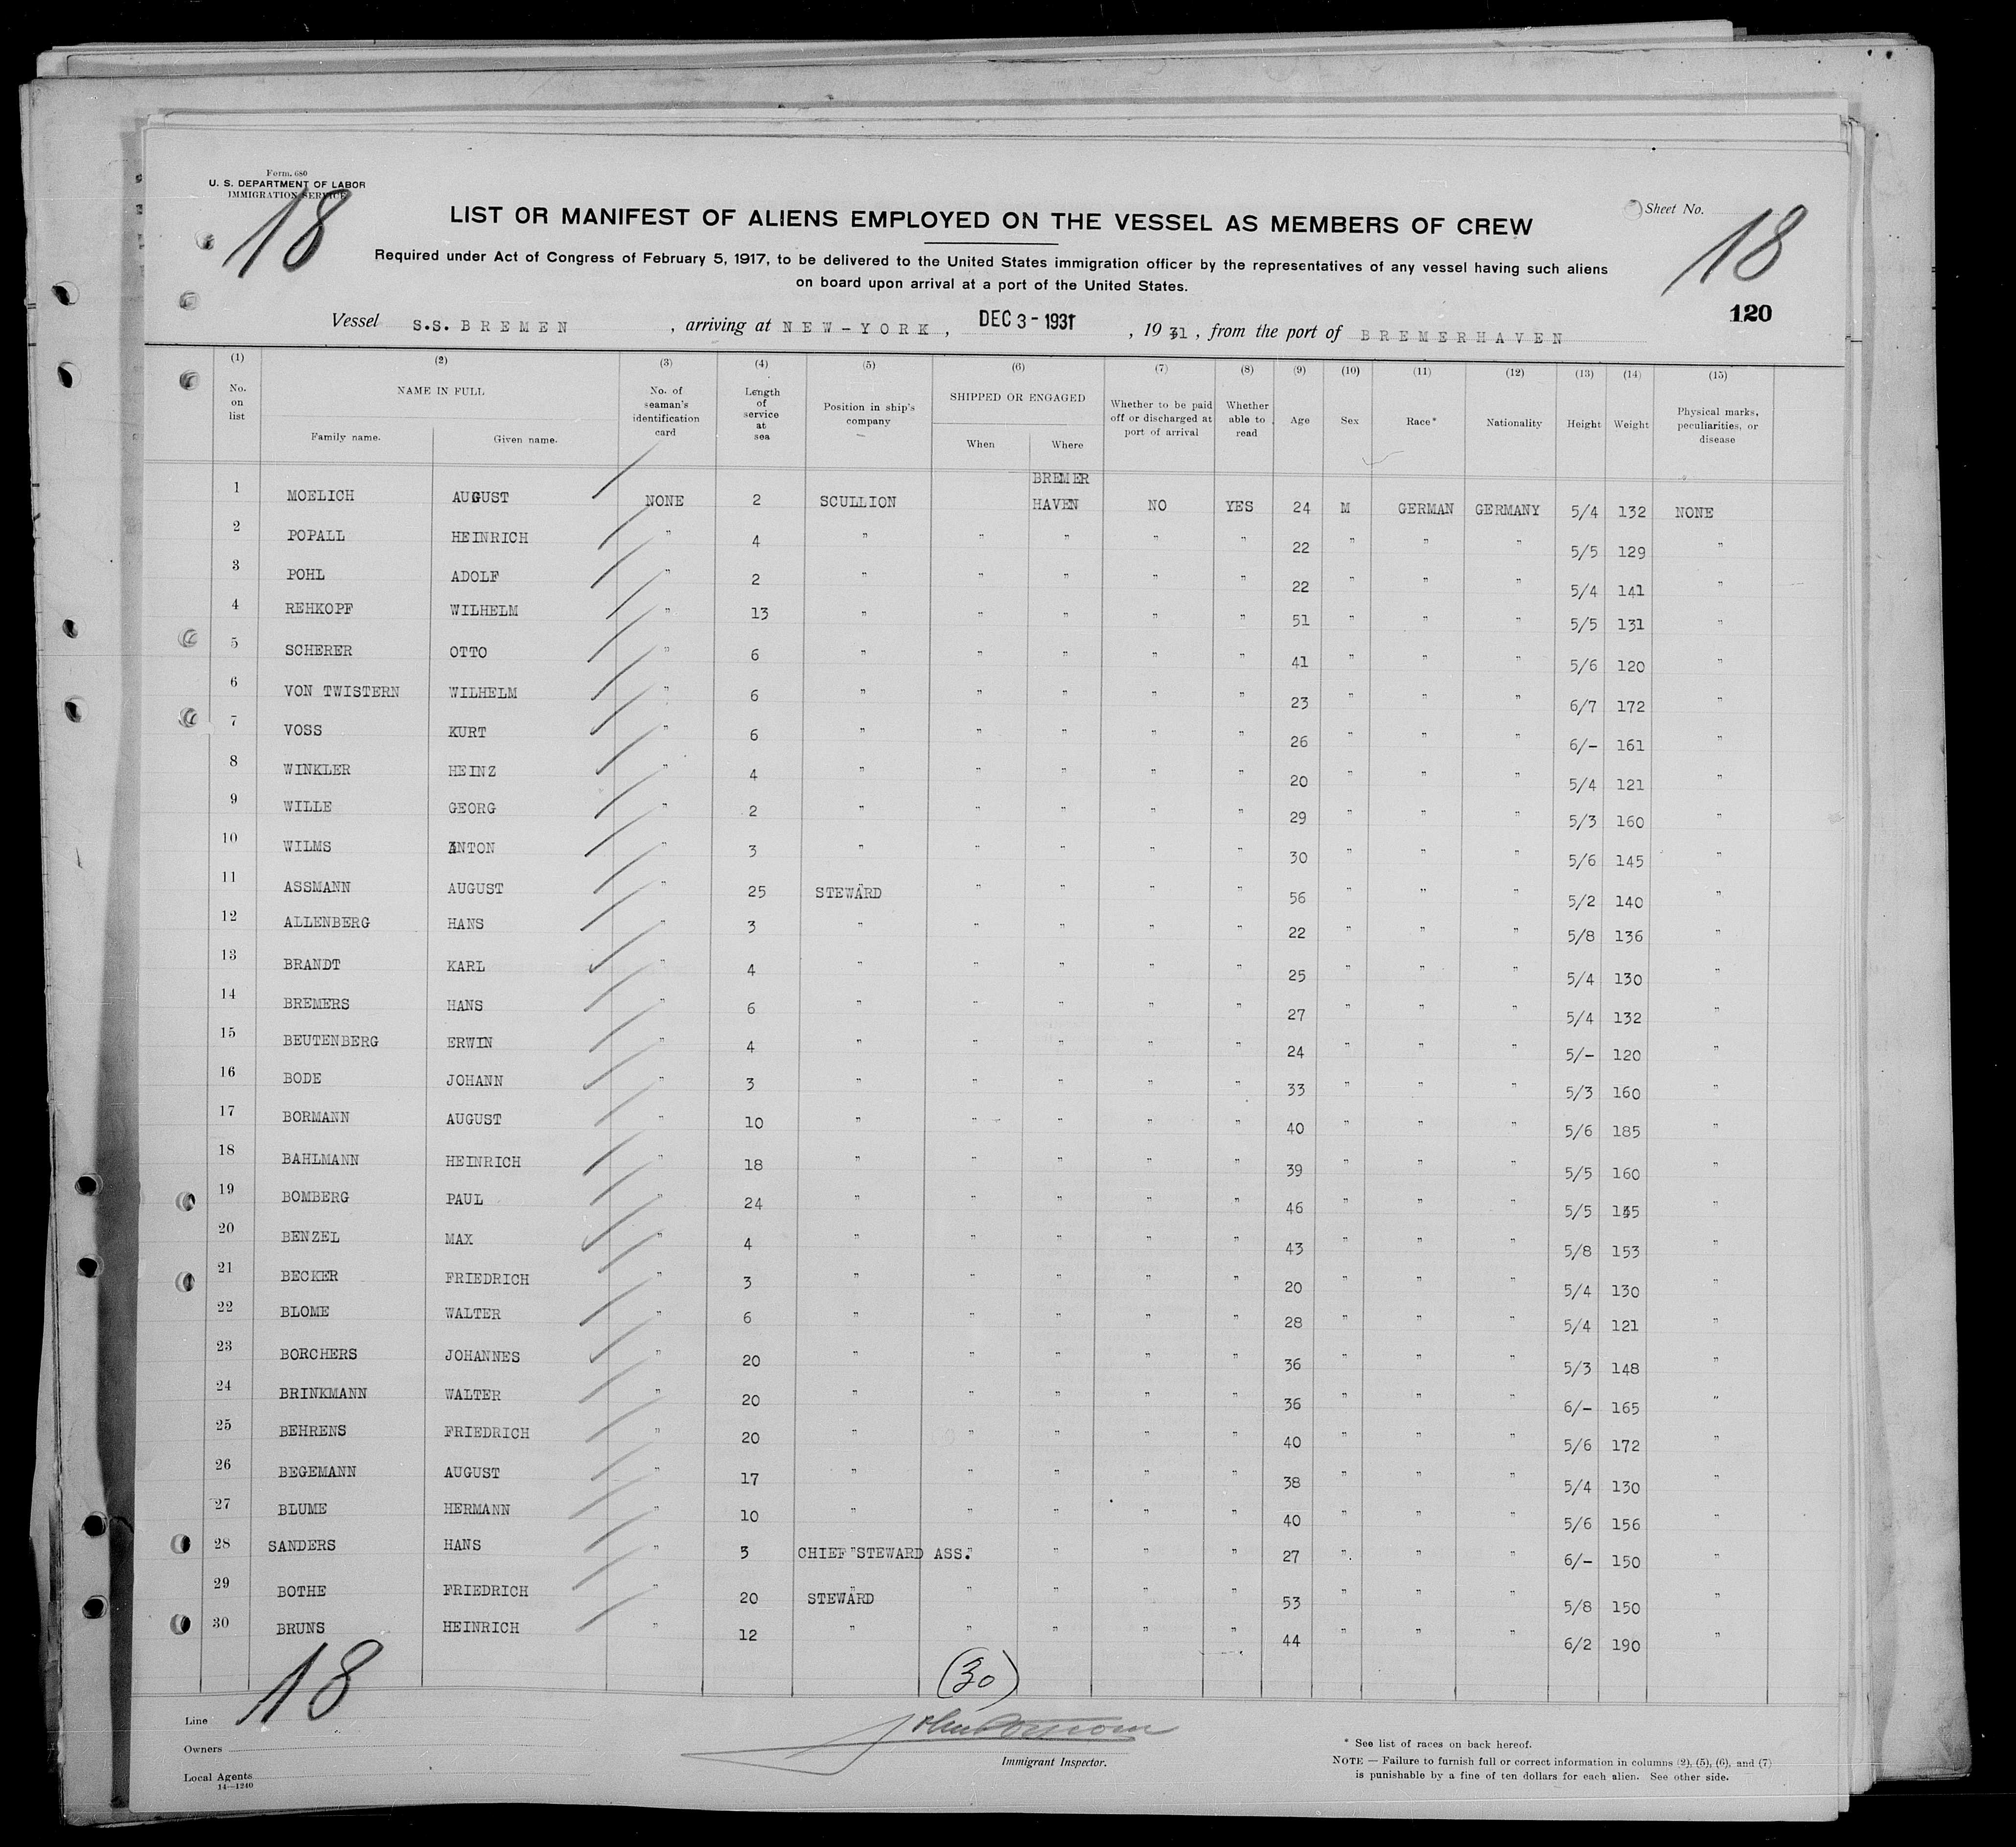 Form 680
U. S. DEPARTMENT OF LABOR
IMMIGRATION SERVICE
18
LIST OR MANIFEST OF ALIENS EMPLOYED ON THE VESSEL AS MEMBERS OF CREW
Sheet No. 18
Required under Act of Congress of February 5, 1917, to be delivered to the United States immigration officer by the representatives of any vessel having such aliens
on board upon arrival at a port of the United States.
120
Vessel S.S. BREMEN, arriving at NEW-YORK, DEC 3 - 1931, 1931, from the port of BREMERHAVEN
(1) (2) (3) (4) (5) (6) (7) (8) (9) (10) (11) (12) (13) (14) (15)
No. on list NAME IN FULL Family name. Given name. No. of seaman's identification card Length of service at sea Position in ship's company SHIPPED OR ENGAGED When Where Whether to be paid off or discharged at port of arrival Whether able to read Age Sex Race* Nationality Height Weight Physical marks, peculiarities, or disease
1 MOELICH AUGUST NONE 2 SCULLION BREMER HAVEN NO YES 24 M GERMAN GERMANY 5/4 132 NONE
2 POPALL HEINRICH " 4 " " " " " 22 " " " 5/5 129 "
3 POHL ADOLF " 2 " " " " " 22 " " " 5/4 141 "
4 REHKOPF WILHELM " 13 " " " " " 51 " " " 5/5 131 "
5 SCHERER OTTO " 6 " " " " " 41 " " " 5/6 120 "
6 VON TWISTERN WILHELM " 6 " " " " " 23 " " " 6/7 172 "
7 VOSS KURT " 6 " " " " " 26 " " " 6/- 161 "
8 WINKLER HEINZ " 4 " " " " " 20 " " " 5/4 121 "
9 WILLE GEORG " 2 " " " " " 29 " " " 5/3 160 "
10 WILMS ANTON " 3 " " " " " 30 " " " 5/6 145 "
11 ASSMANN AUGUST " 25 STEWARD " " " " 56 " " " 5/2 140 "
12 ALLENBERG HANS " 3 " " " " " 22 " " " 5/8 136 "
13 BRANDT KARL " 4 " " " " " 25 " " " 5/4 130 "
14 BREMERS HANS " 6 " " " " " 27 " " " 5/4 132 "
15 BEUTENBERG ERWIN " 4 " " " " " 24 " " " 5/- 120 "
16 BODE JOHANN " 3 " " " " " 33 " " " 5/3 160 "
17 BORMANN AUGUST " 10 " " " " " 40 " " " 5/6 185 "
18 BAHLMANN HEINRICH " 18 " " " " " 39 " " " 5/5 160 "
19 BOMBERG PAUL " 24 " " " " " 46 " " " 5/5
20 BENZEL MAX " 4 " " " " " 43 " " " 5/8 153 "
21 BECKER FRIEDRICH " 3 " " " " " 20 " " " 5/4 130 "
22 BLOME WALTER " 6 " " " " " 28 " " " 5/4 121 "
23 BORCHERS JOHANNES " 20 " " " " " 36 " " " 5/3 148 "
24 BRINKMANN WALTER " 20 " " " " " 36 " " " 6/- 165 "
25 BEHRENS FRIEDRICH " 20 " " " " " 40 " " " 5/6 172 "
26 BEGEMANN AUGUST " 17 " " " " " 38 " " " 5/4 130 "
27 BLUME HERMANN " 10 " " " " " 40 " " " 5/6 156 "
28 SANDERS HANS " 3 CHIEF "STEWARD ASS." " " " 27 " " " 6/- 150 "
29 BOTHE FRIEDRICH " 20 STEWARD " " " " 53 " " " 5/8 150 "
30 BRUNS HEINRICH " 12 " " " " " 44 " " " 6/2 190 "
18
(30)
Line
Owners
Local Agents
14—1240
Immigrant Inspector.
* See list of races on back hereof.
NOTE — Failure to furnish full or correct information in columns (2), (5), (6), and (7)
is punishable by a fine of ten dollars for each alien. See other side.